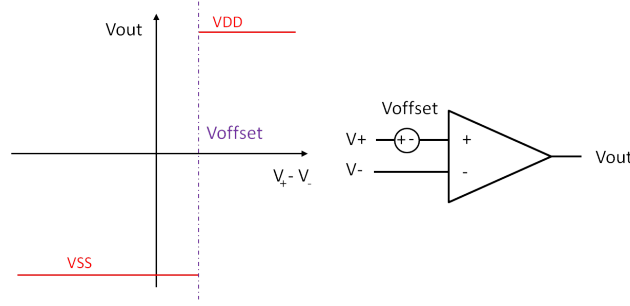 Vout
VDD
Voffset
V+ - V-
VSS
Voffset
V+
+ -
+
V-
-
Vout